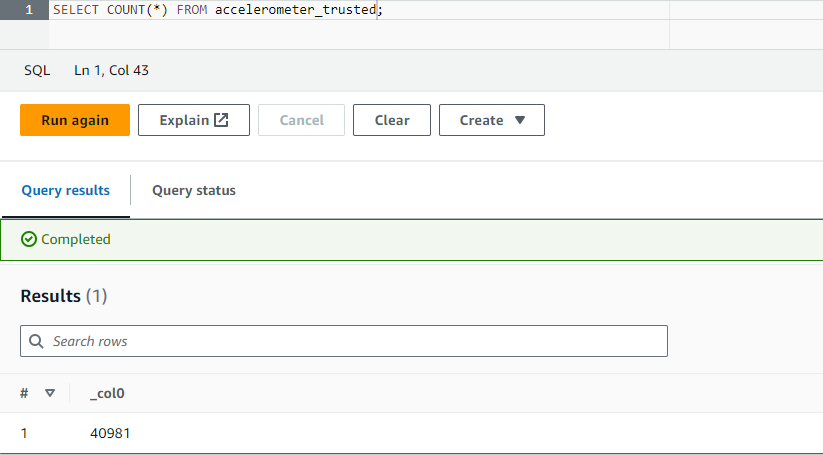 1 SELECT COUNT(*) FROM accelerometer_trusted;
SQL Ln 1, Col 43
Run again Explain Cancel Clear Create
Query results Query status
Completed
Results (1)
Search rows
# _col0
1 40981